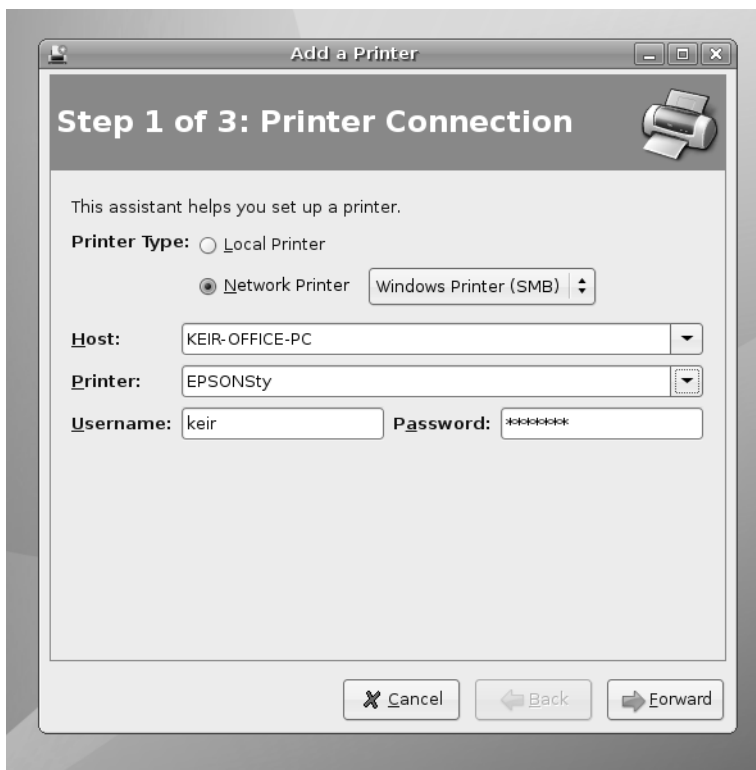 Add a Printer
Step 1 of 3: Printer Connection
This assistant helps you set up a printer.
Printer Type: Local Printer
Network Printer Windows Printer (SMB)
Host: KEIR-OFFICE-PC
Printer: EPSONSty
Username: keir Password: *******
Cancel Back Forward